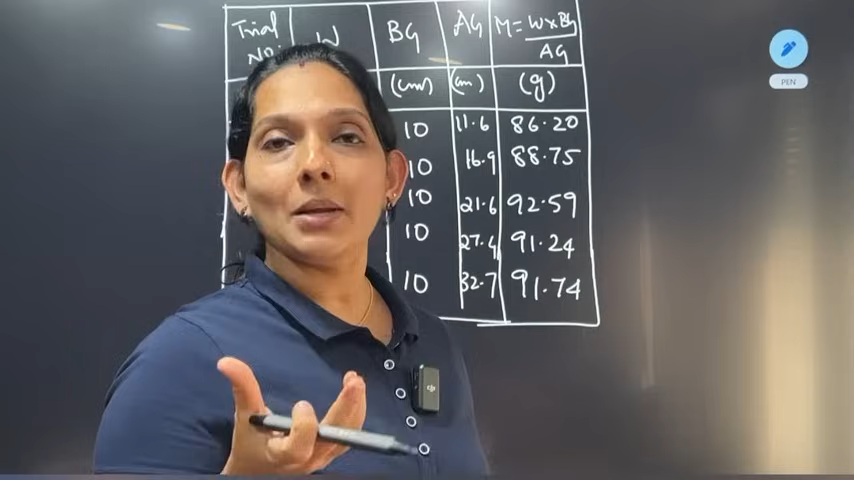 Trial W BG AG M = W x BG
No: AG
(cm) (cm) (g)
10 11.6 86.20
10 16.9 88.75
10 21.6 92.59
10 27.4 91.24
10 32.7 91.74
PEN